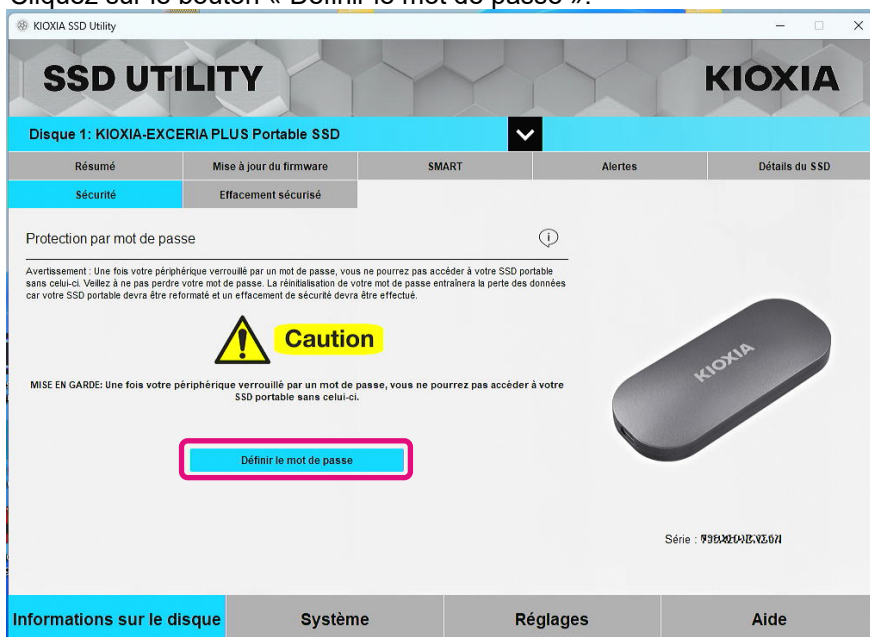 Cliquez sur le bouton « Définir le mot de passe ».
KIOXIA SSD Utility
SSD UTILITY
KIOXIA
Disque 1: KIOXIA-EXCERIA PLUS Portable SSD
Résumé
Mise à jour du firmware
SMART
Alertes
Détails du SSD
Sécurité
Effacement sécurisé
Protection par mot de passe
Avertissement : Une fois votre périphérique verrouillé par un mot de passe, vous ne pourrez pas accéder à votre SSD portable
sans celui-ci. Veillez à ne pas perdre votre mot de passe. La réinitialisation de votre mot de passe entraînera la perte des données
car votre SSD portable devra être reformaté et un effacement de sécurité devra être effectué.
Caution
MISE EN GARDE: Une fois votre périphérique verrouillé par un mot de passe, vous ne pourrez pas accéder à votre
SSD portable sans celui-ci.
KIOXIA
Définir le mot de passe
Série :
Informations sur le disque
Système
Réglages
Aide